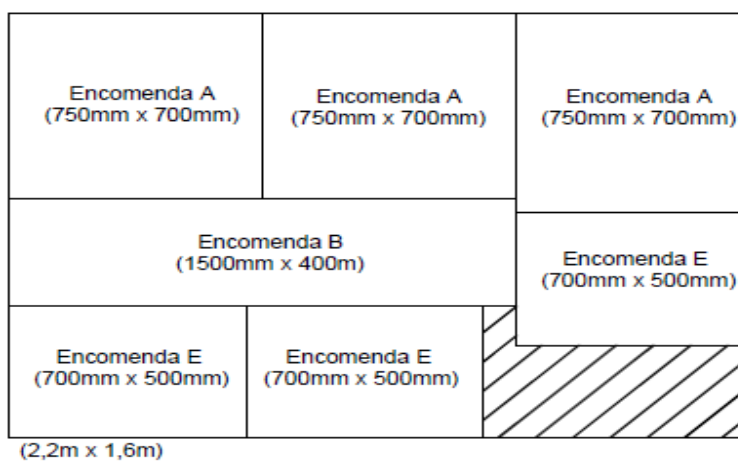 Encomenda A
(750mm x 700mm)
Encomenda A
(750mm x 700mm)
Encomenda A
(750mm x 700mm)
Encomenda B
(1500mm x 400m)
Encomenda E
(700mm x 500mm)
Encomenda E
(700mm x 500mm)
Encomenda E
(700mm x 500mm)
(2,2m x 1,6m)